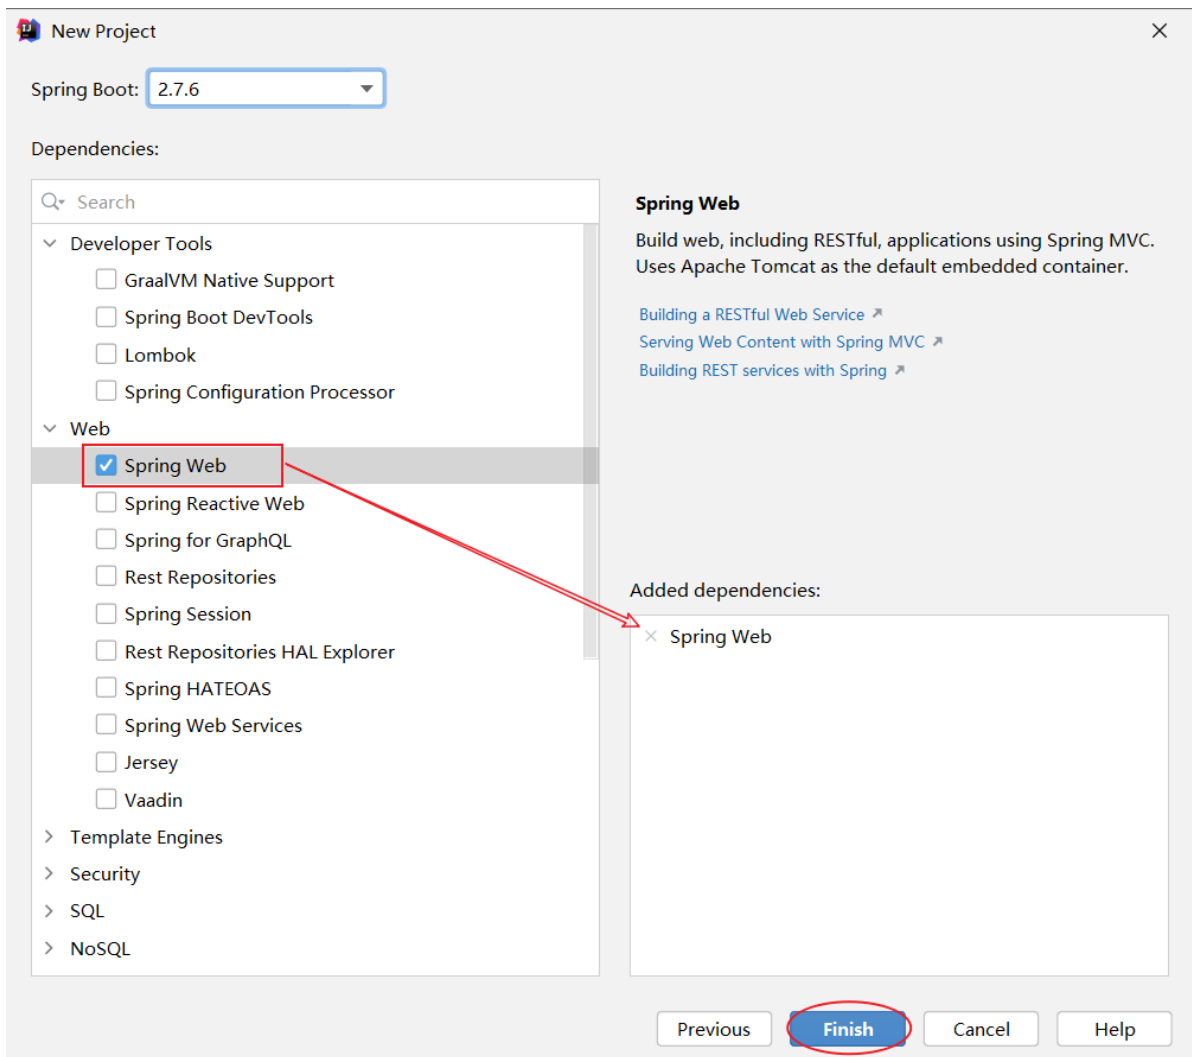 New Project
Spring Boot: 2.7.6
Dependencies:
Search
Developer Tools
GraalVM Native Support
Spring Boot DevTools
Lombok
Spring Configuration Processor
Web
Spring Web
Spring Reactive Web
Spring for GraphQL
Rest Repositories
Spring Session
Rest Repositories HAL Explorer
Spring HATEOAS
Spring Web Services
Jersey
Vaadin
Template Engines
Security
SQL
NoSQL
Spring Web
Build web, including RESTful, applications using Spring MVC.
Uses Apache Tomcat as the default embedded container.
Building a RESTful Web Service
Serving Web Content with Spring MVC
Building REST services with Spring
Added dependencies:
Spring Web
Previous Finish Cancel Help